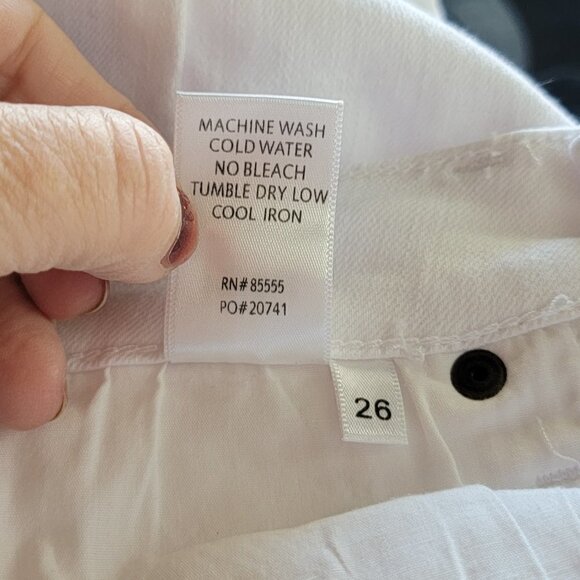 MACHINE WASH
COLD WATER
NO BLEACH
TUMBLE DRY LOW
COOL IRON
RN# 85555
PO#20741
26